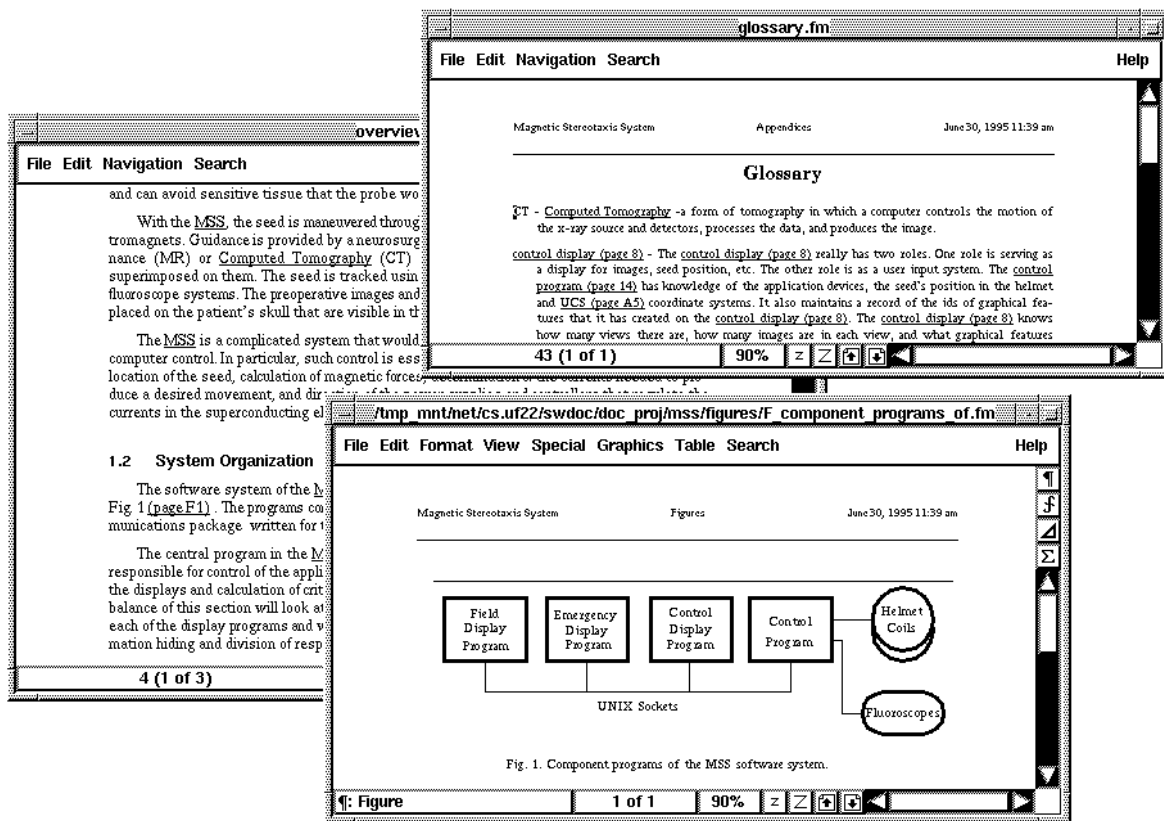 glossary.fm
File Edit Navigation Search Help
Magnetic Stereotaxis System Appendices June 30, 1995 11:39 am
Glossary
CT - Computed Tomography -a form of tomography in which a computer controls the motion of
the x-ray source and detectors, processes the data, and produces the image.
control display (page 8) - The control display (page 8) really has two roles. One role is serving as
a display for images, seed position, etc. The other role is as a user input system. The control
program (page 14) has knowledge of the application devices, the seed's position in the helmet
and UCS (page A5) coordinate systems. It also maintains a record of the ids of graphical fea-
tures that it has created on the control display (page 8). The control display (page 8) knows
how many views there are, how many images are in each view, and what graphical features
43 (1 of 1) 90% z Z
overview
File Edit Navigation Search
and can avoid sensitive tissue that the probe wo
With the MSS, the seed is maneuvered throug
tromagnets. Guidance is provided by a neurosurg
nance (MR) or Computed Tomography (CT)
superimposed on them. The seed is tracked usin
fluoroscope systems. The preoperative images and
placed on the patient's skull that are visible in th
The MSS is a complicated system that would
computer control. In particular, such control is ess
location of the seed, calculation of magnetic forces, determination of the currents needed to pro-
duce a desired movement, and direction of the power supplies and controllers that regulate the
currents in the superconducting el
1.2 System Organization
The software system of the M
Fig. 1 (page F1) . The programs co
munications package written for t
The central program in the M
responsible for control of the appli
the displays and calculation of crit
balance of this section will look at
each of the display programs and w
mation hiding and division of resp
4 (1 of 3)
/tmp_mnt/net/cs.uf22/swdoc/doc_proj/mss/figures/F_component_programs_of.fm
File Edit Format View Special Graphics Table Search Help
Magnetic Stereotaxis System Figures June 30, 1995 11:39 am
Field
Display
Program
Emergency
Display
Program
Control
Display
Program
Control
Program
Helmet
Coils
Fluoroscopes
UNIX Sockets
Fig. 1. Component programs of the MSS software system.
¶: Figure 1 of 1 90% z Z